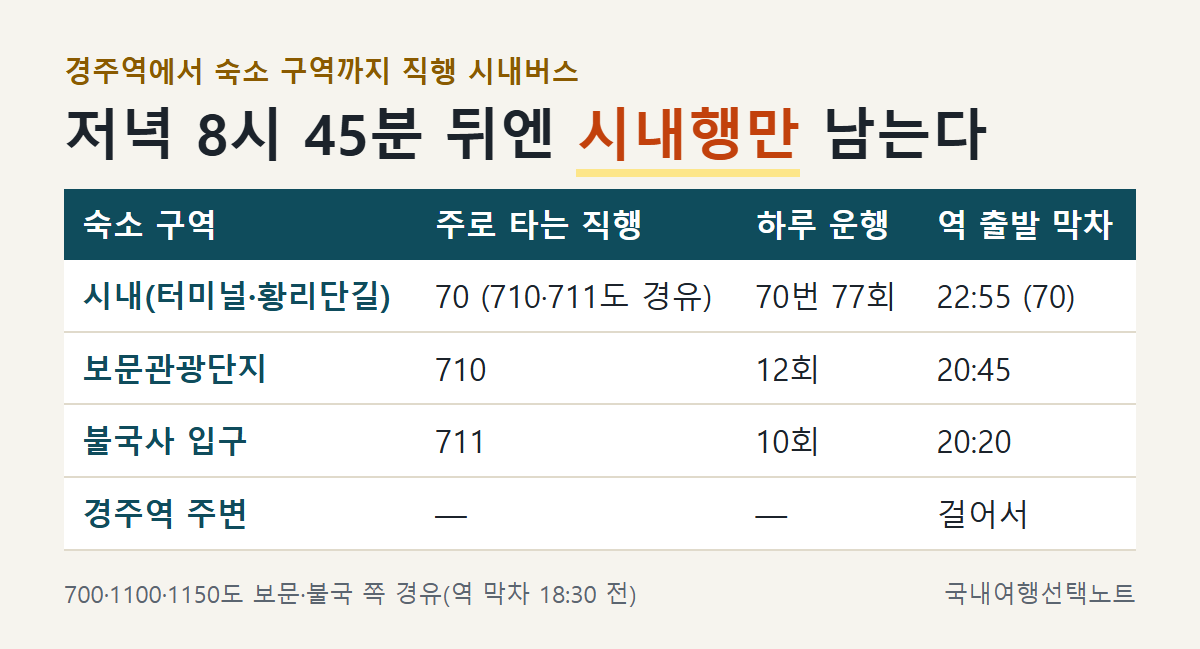 경주역에서 숙소 구역까지 직행 시내버스
저녁 8시 45분 뒤엔 시내행만 남는다
숙소 구역 주로 타는 직행 하루 운행 역 출발 막차
시내(터미널·황리단길) 70 (710·711도 경유) 70번 77회 22:55 (70)
보문관광단지 710 12회 20:45
불국사 입구 711 10회 20:20
경주역 주변 — — 걸어서
700·1100·1150도 보문·불국 쪽 경유(역 막차 18:30 전) 국내여행선택노트